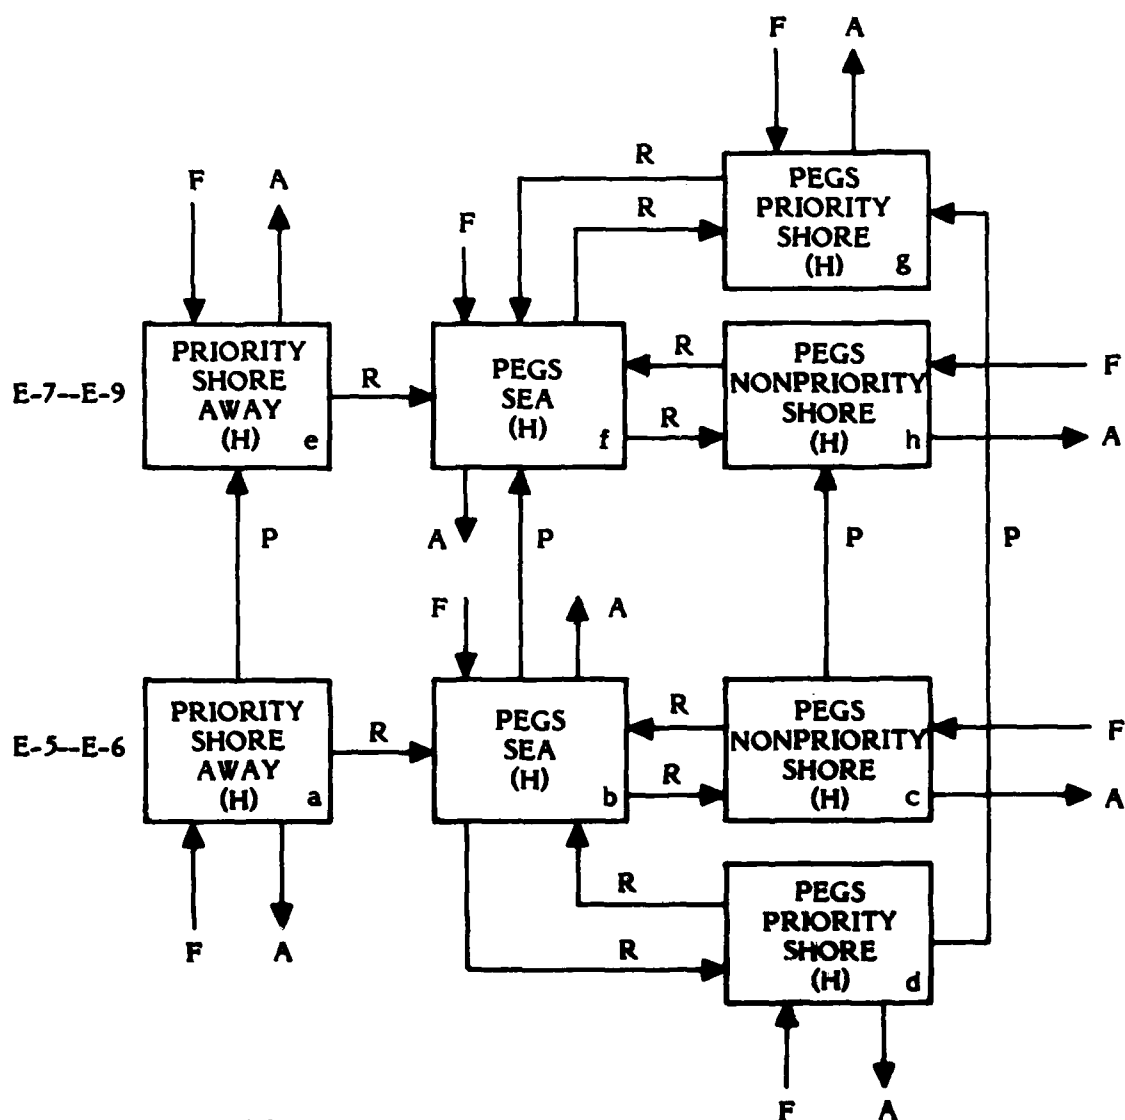 F A
R
PEGS
PRIORITY
SHORE
(H) g
F A
F
R
PRIORITY
SHORE
AWAY
(H) e
E-7--E-9
R
PEGS
SEA
(H) f
R
R
PEGS
NONPRIORITY
SHORE
(H) h
F
A
P
A
P
P
P
F
A
E-5--E-6
PRIORITY
SHORE
AWAY
(H) a
R
PEGS
SEA
(H) b
R
R
PEGS
NONPRIORITY
SHORE
(H) c
F
A
F A
R
R
PEGS
PRIORITY
SHORE
(H) d
F A